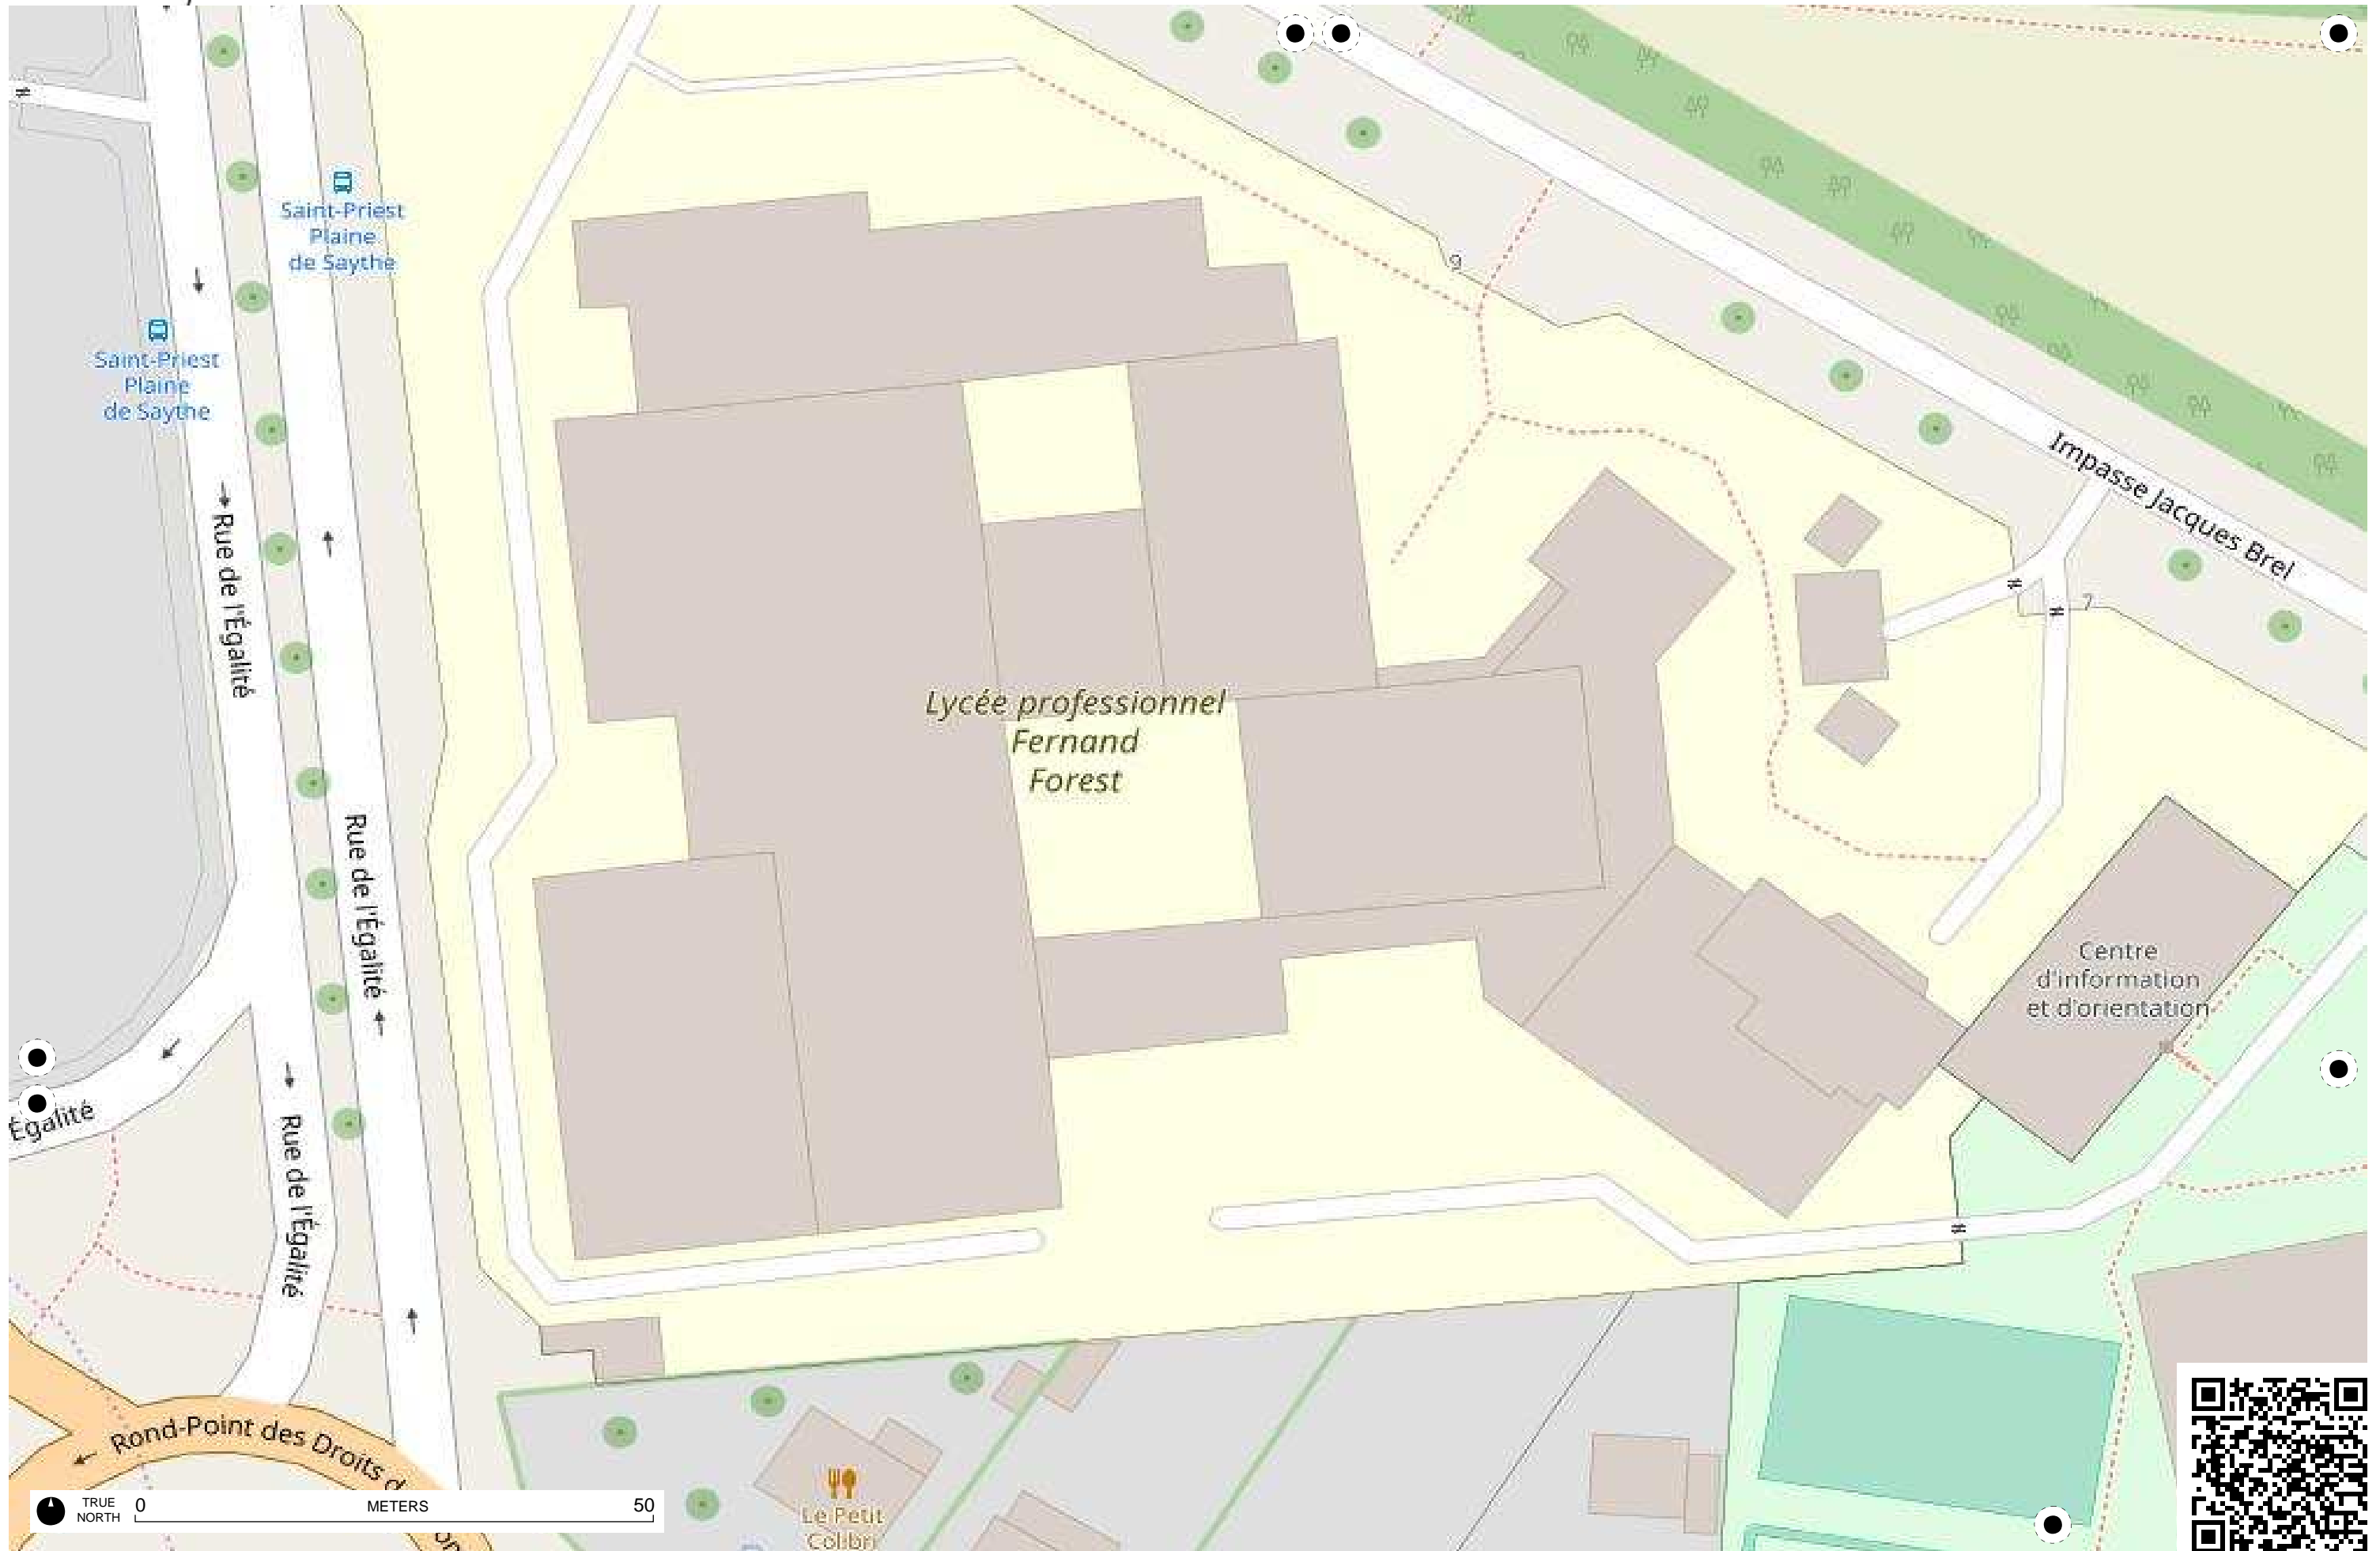 Saint-Priest
Plaine
de Saythe
Saint-Priest
Plaine
de Saythe
9
Impasse Jacques Brel
7
Rue de l'Égalité
Lycée professionnel
Fernand
Forest
Rue de l'Égalité
Centre
d'information
et d'orientation
Égalité
Rue de l'Égalité
Rond-Point des Droits d
TRUE
NORTH
0
METERS
50
Le Petit
Colibri